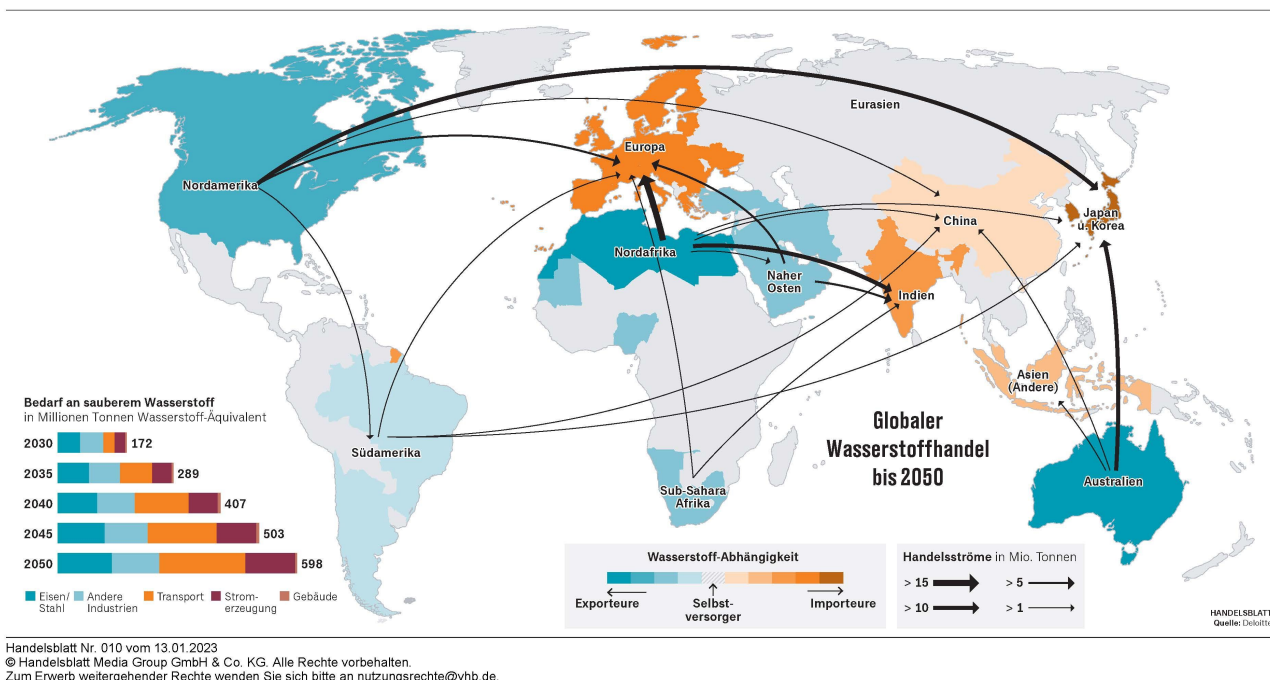 Eurasien
Europa
Nordamerika
China
Japan
u. Korea
Nordafrika
Naher
Osten
Indien
Asien
(Andere)
Bedarf an sauberem Wasserstoff
in Millionen Tonnen Wasserstoff-Äquivalent
2030 172
2035 289
2040 407
2045 503
2050 598
Eisen/
Stahl
Andere
Industrien
Transport
Strom-
erzeugung
Gebäude
Südamerika
Globaler
Wasserstoffhandel
bis 2050
Sub-Sahara
Afrika
Australien
Wasserstoff-Abhängigkeit
Exporteure
Selbst-
versorger
Importeure
Handelsströme in Mio. Tonnen
> 15 > 5
> 10 > 1
HANDELSBLATT
Quelle: Deloitte
Handelsblatt Nr. 010 vom 13.01.2023
© Handelsblatt Media Group GmbH & Co. KG. Alle Rechte vorbehalten.
Zum Erwerb weitergehender Rechte wenden Sie sich bitte an nutzungsrechte@vhb.de.